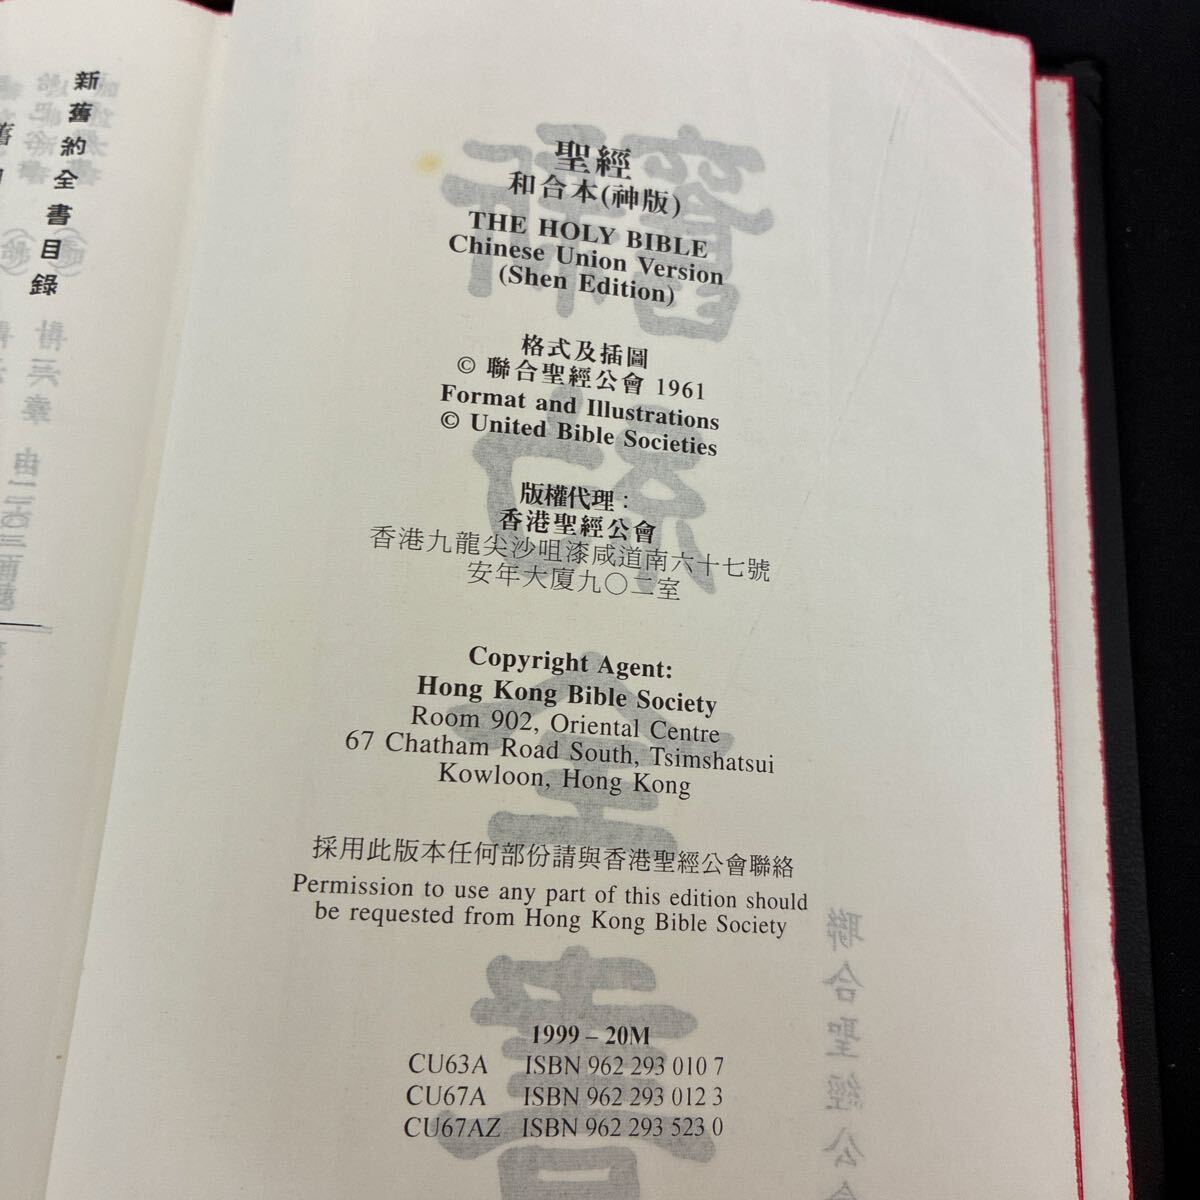 新舊約全書目錄
聖經
和合本(神版)
THE HOLY BIBLE
Chinese Union Version
(Shen Edition)
格式及插圖
© 聯合聖經公會 1961
Format and Illustrations
© United Bible Societies
版權代理：
香港聖經公會
香港九龍尖沙咀漆咸道南六十七號
安年大廈九〇二室
Copyright Agent:
Hong Kong Bible Society
Room 902, Oriental Centre
67 Chatham Road South, Tsimshatsui
Kowloon, Hong Kong
採用此版本任何部份請與香港聖經公會聯絡
Permission to use any part of this edition should
be requested from Hong Kong Bible Society
1999 – 20M
CU63A ISBN 962 293 010 7
CU67A ISBN 962 293 012 3
CU67AZ ISBN 962 293 523 0